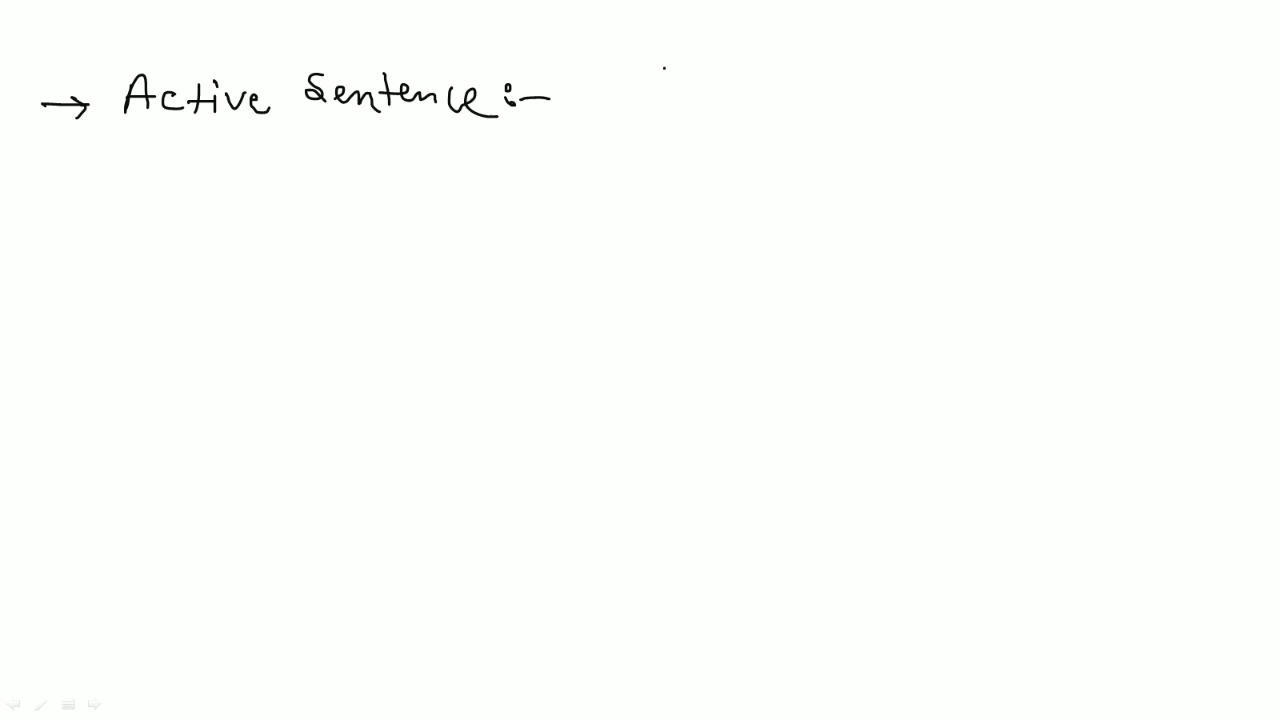 → Active Sentence :-